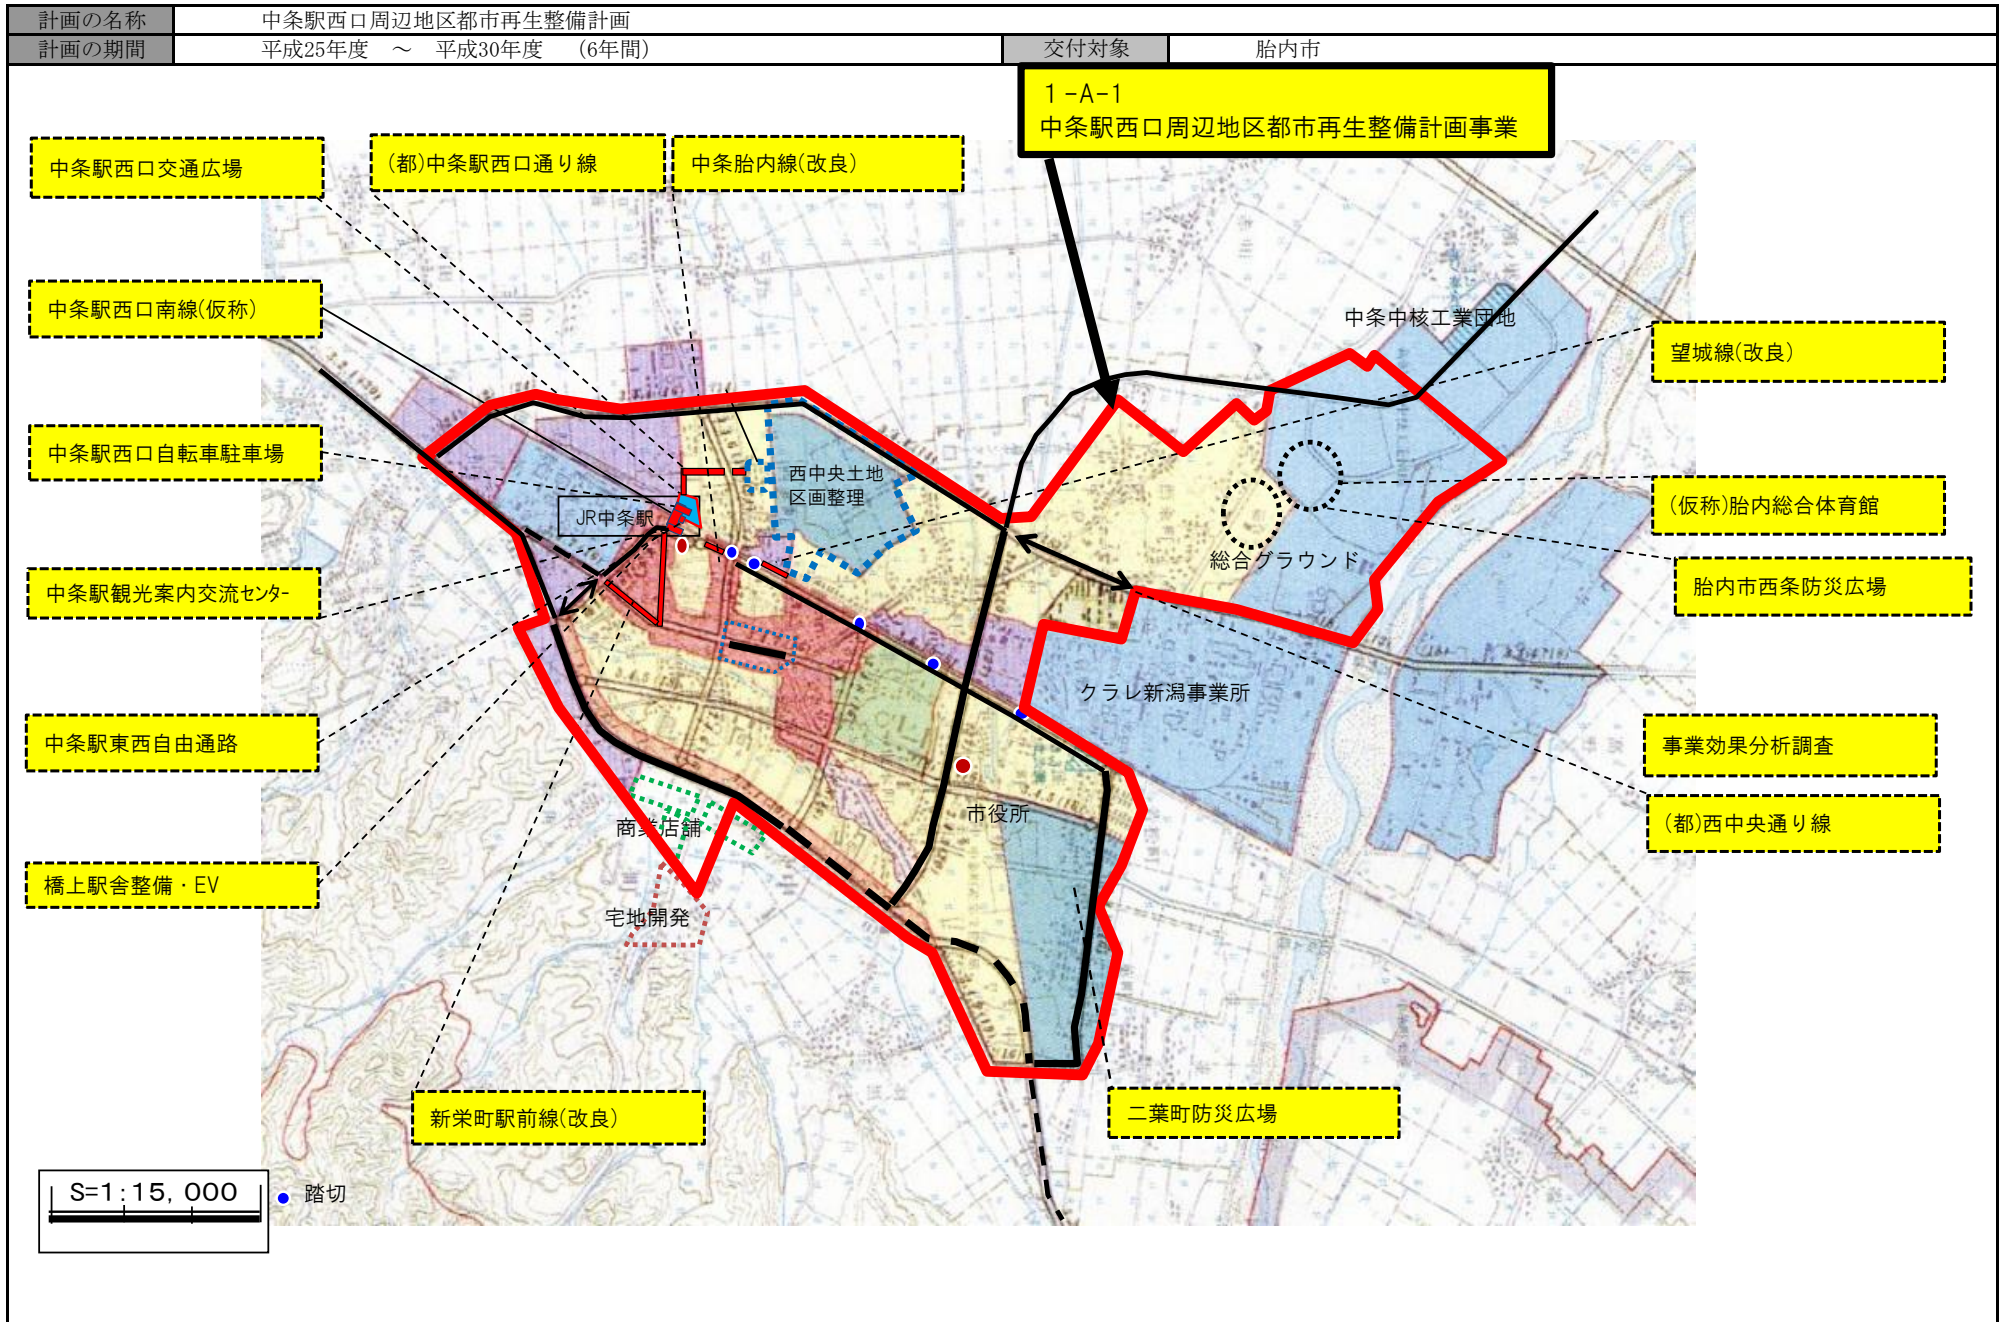 計画の名称
中条駅西口周辺地区都市再生整備計画
計画の期間
平成25年度　～　平成30年度　（6年間）
交付対象
胎内市
1-A-1
中条駅西口周辺地区都市再生整備計画事業
中条駅西口交通広場
(都)中条駅西口通り線
中条胎内線(改良)
中条駅西口南線(仮称)
中条中核工業団地
望城線(改良)
中条駅西口自転車駐車場
西中央土地
区画整理
JR中条駅
(仮称)胎内総合体育館
総合グラウンド
胎内市西条防災広場
中条駅観光案内交流センター
クラレ新潟事業所
中条駅東西自由通路
事業効果分析調査
市役所
商業店舗
(都)西中央通り線
橋上駅舎整備・EV
宅地開発
新栄町駅前線(改良)
二葉町防災広場
S=1:15,000
踏切